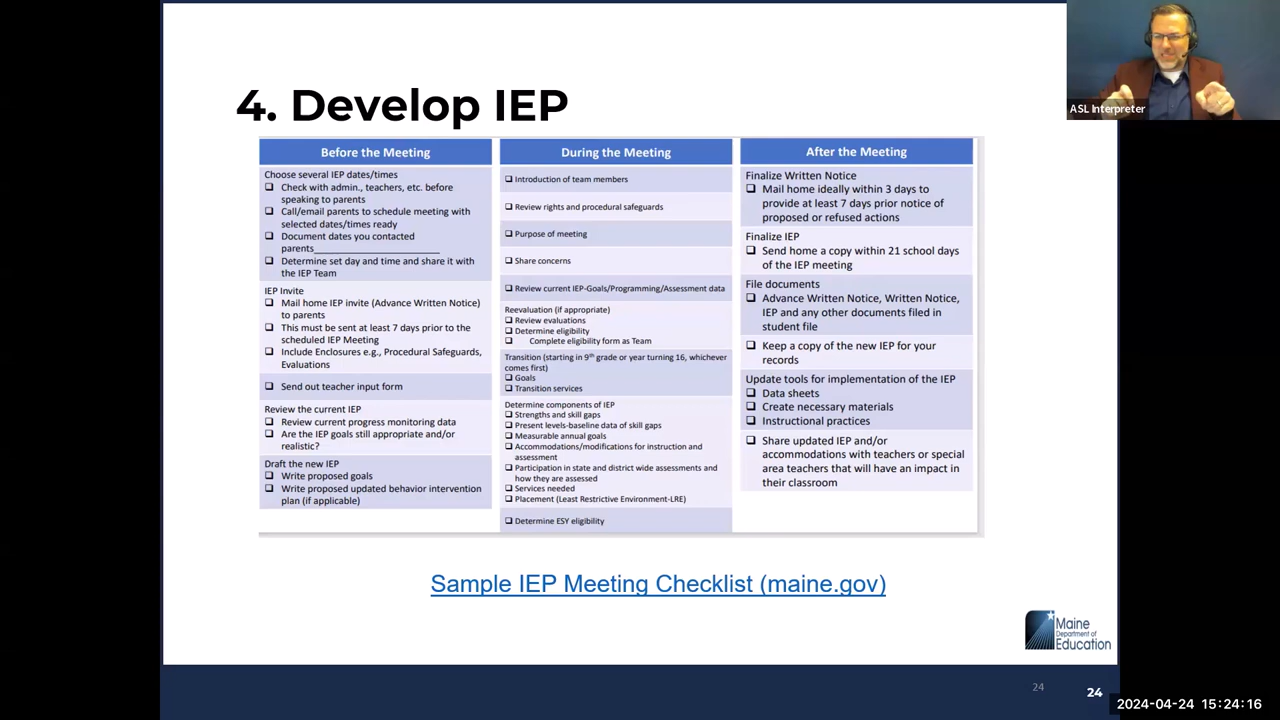 4. Develop IEP
Before the Meeting
Choose several IEP dates/times
❑ Check with admin., teachers, etc. before
speaking to parents
❑ Call/email parents to schedule meeting with
selected dates/times ready
❑ Document dates you contacted
parents____________________
❑ Determine set day and time and share it with
the IEP Team
IEP Invite
❑ Mail home IEP invite (Advance Written Notice)
to parents
❑ This must be sent at least 7 days prior to the
scheduled IEP Meeting
❑ Include Enclosures e.g., Procedural Safeguards,
Evaluations
❑ Send out teacher input form
Review the current IEP
❑ Review current progress monitoring data
❑ Are the IEP goals still appropriate and/or
realistic?
Draft the new IEP
❑ Write proposed goals
❑ Write proposed updated behavior intervention
plan (if applicable)
During the Meeting
❑ Introduction of team members
❑ Review rights and procedural safeguards
❑ Purpose of meeting
❑ Share concerns
❑ Review current IEP-Goals/Programming/Assessment data
Reevaluation (if appropriate)
❑ Review evaluations
❑ Determine eligibility
❑ Complete eligibility form as Team
Transition (starting in 9th grade or year turning 16, whichever
comes first)
❑ Goals
❑ Transition services
Determine components of IEP
❑ Strengths and skill gaps
❑ Present levels-baseline data of skill gaps
❑ Measurable annual goals
❑ Accommodations/modifications for instruction and
assessment
❑ Participation in state and district wide assessments and
how they are assessed
❑ Services needed
❑ Placement (Least Restrictive Environment-LRE)
❑ Determine ESY eligibility
After the Meeting
Finalize Written Notice
❑ Mail home ideally within 3 days to
provide at least 7 days prior notice of
proposed or refused actions
Finalize IEP
❑ Send home a copy within 21 school days
of the IEP meeting
File documents
❑ Advance Written Notice, Written Notice,
IEP and any other documents filed in
student file
❑ Keep a copy of the new IEP for your
records
Update tools for implementation of the IEP
❑ Data sheets
❑ Create necessary materials
❑ Instructional practices
❑ Share updated IEP and/or
accommodations with teachers or special
area teachers that will have an impact in
their classroom
Sample IEP Meeting Checklist (maine.gov)
Maine
Department of
Education
24
24
ASL Interpreter
2024-04-24 15:24:16